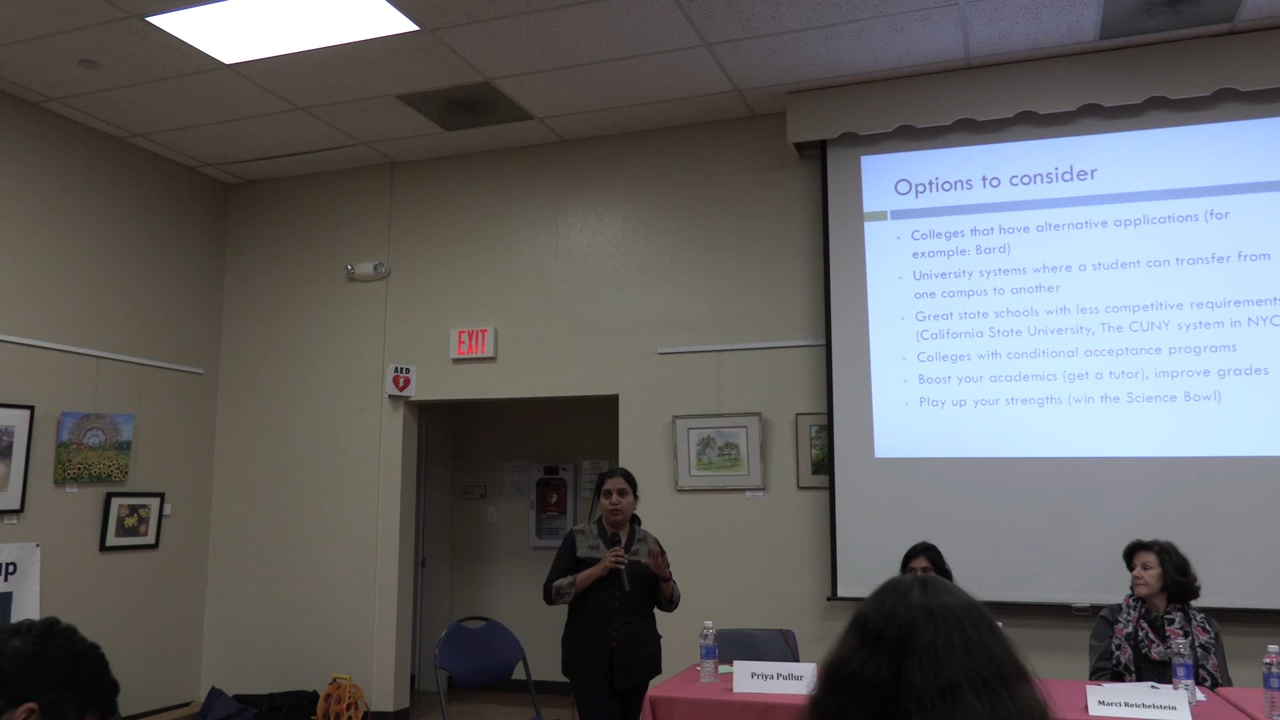 Options to consider
Colleges that have alternative applications (for
example: Bard)
University systems where a student can transfer from
one campus to another
Great state schools with less competitive requirements
(California State University, The CUNY system in NYC
Colleges with conditional acceptance programs
Boost your academics (get a tutor), improve grades
Play up your strengths (win the Science Bowl)
EXIT
AED
up
Priya Pullur
Marci Reichelstein